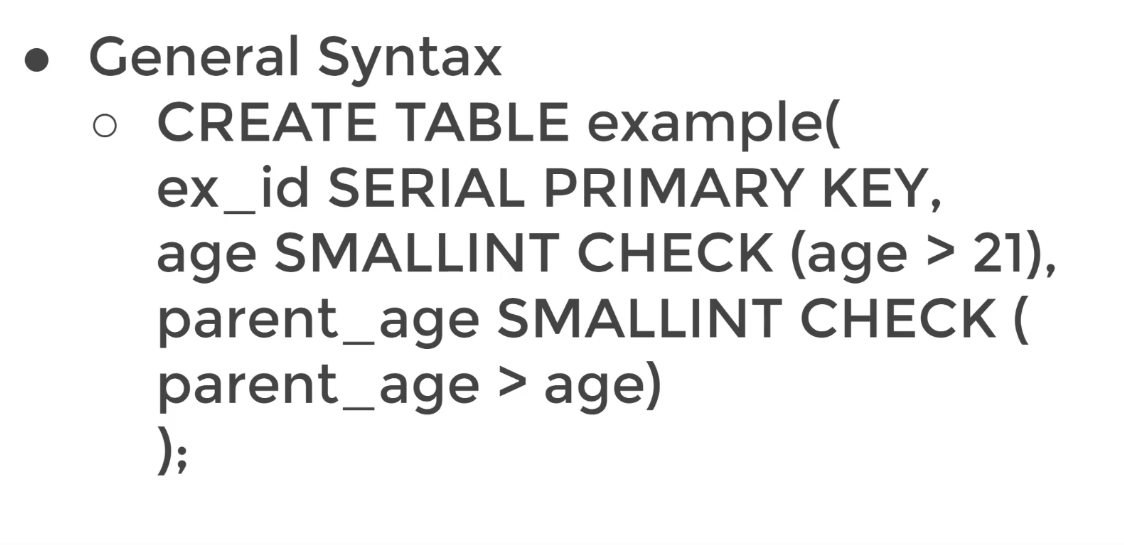 ● General Syntax
○ CREATE TABLE example(
ex_id SERIAL PRIMARY KEY,
age SMALLINT CHECK (age > 21),
parent_age SMALLINT CHECK (
parent_age > age)
);